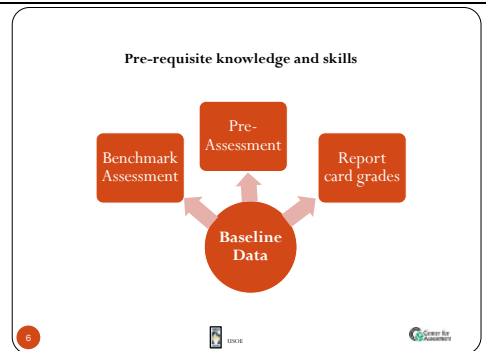 Pre-requisite knowledge and skills
Pre-
Assessment
Benchmark
Assessment
Report
card grades
Baseline
Data
6
USOE
Center for
Assessment